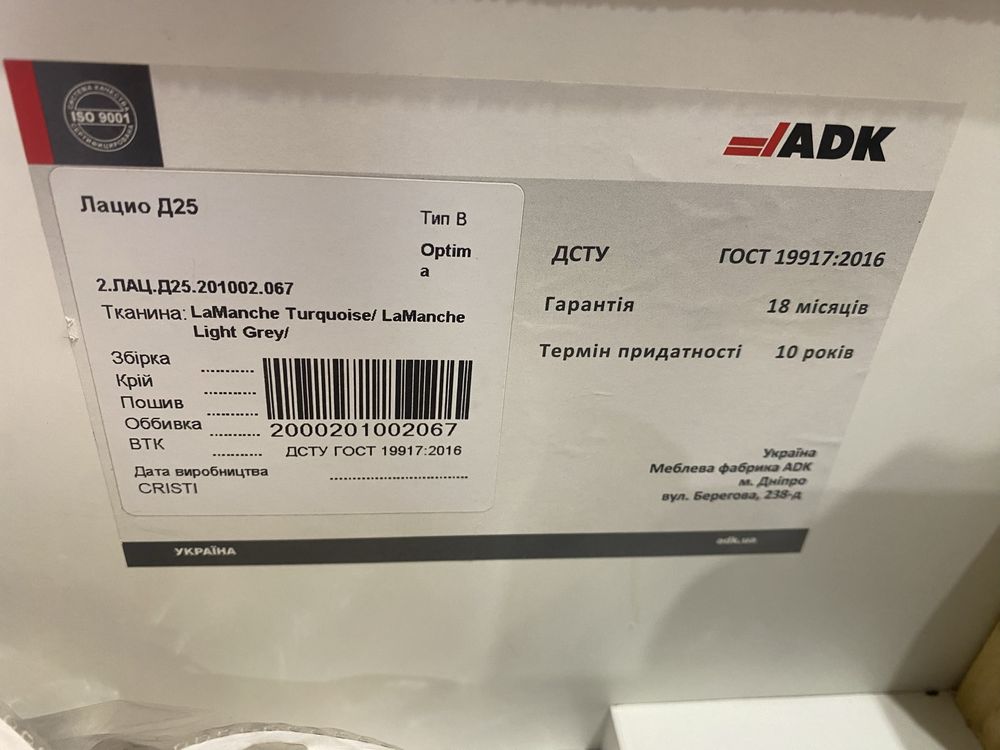 СИСТЕМА КАЧЕСТВА
ISO 9001
СЕРТИФИЦИРОВАНА
ADK
Лацио Д25
Тип В
Optim
a
2.ЛАЦ.Д25.201002.067
Тканина: LaManche Turquoise/ LaManche
Light Grey/
Збірка ..........
Крій ..........
Пошив ..........
Оббивка ..........
ВТК ..........
2000201002067
ДСТУ ГОСТ 19917:2016
Дата виробництва ..............................
CRISTI
ДСТУ ГОСТ 19917:2016
Гарантія 18 місяців
Термін придатності 10 років
Україна
Меблева фабрика ADK
м. Дніпро
вул. Берегова, 238-д
УКРАЇНА
adk.ua